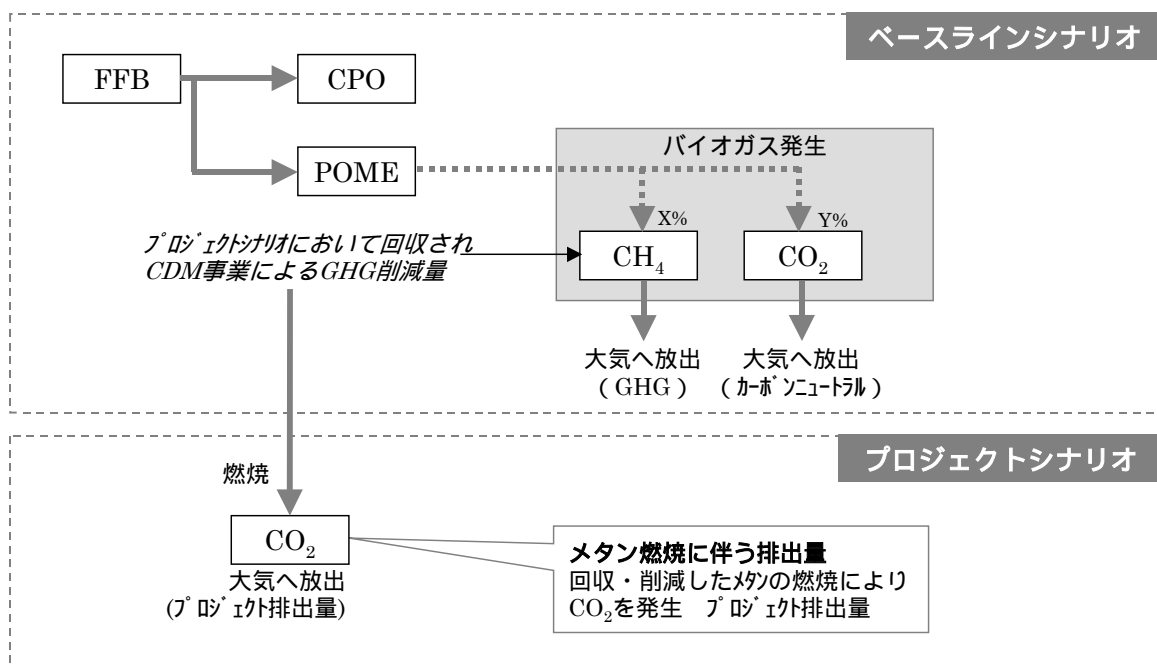 ベースラインシナリオ
FFB
CPO
POME
バイオガス発生
X%
Y%
CH₄
CO₂
プロジェクトシナリオにおいて回収され
CDM事業によるGHG削減量
大気へ放出
(GHG)
大気へ放出
(カーボンニュートラル)
プロジェクトシナリオ
燃焼
CO₂
大気へ放出
(プロジェクト排出量)
メタン燃焼に伴う排出量
回収・削減したメタンの燃焼により
CO₂を発生 プロジェクト排出量